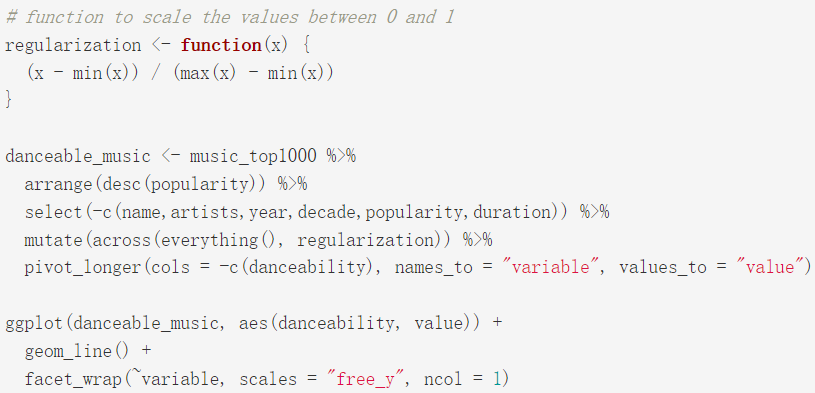 # function to scale the values between 0 and 1
regularization <- function(x) {
  (x - min(x)) / (max(x) - min(x))
}
danceable_music <- music_top1000 %>%
  arrange(desc(popularity)) %>%
  select(-c(name,artists,year,decade,popularity,duration)) %>%
  mutate(across(everything(), regularization)) %>%
  pivot_longer(cols = -c(danceability), names_to = "variable", values_to = "value")
ggplot(danceable_music, aes(danceability, value)) +
  geom_line() +
  facet_wrap(~variable, scales = "free_y", ncol = 1)